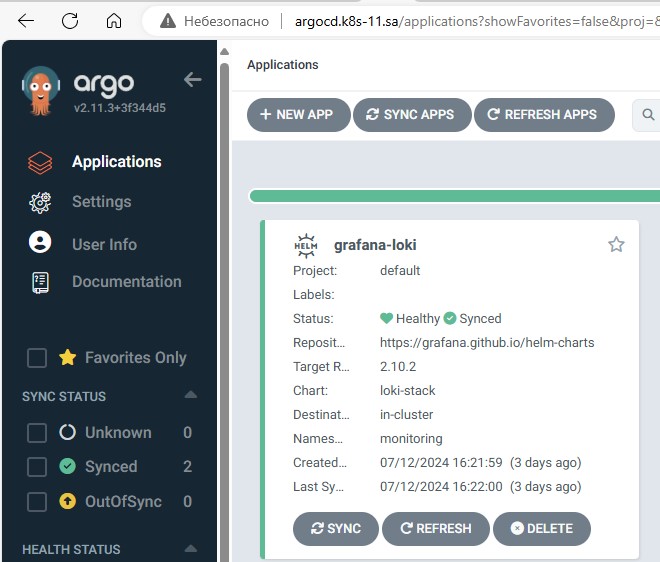 Небезопасно argocd.k8s-11.sa/applications?showFavorites=false&proj=&
argo
v2.11.3+3f344d5
Applications
Settings
User Info
Documentation
Favorites Only
SYNC STATUS
Unknown 0
Synced 2
OutOfSync 0
HEALTH STATUS
Applications
NEW APP SYNC APPS REFRESH APPS
HELM grafana-loki
Project: default
Labels:
Status: Healthy Synced
Reposit... https://grafana.github.io/helm-charts
Target R... 2.10.2
Chart: loki-stack
Destinat... in-cluster
Names... monitoring
Created... 07/12/2024 16:21:59 (3 days ago)
Last Sy... 07/12/2024 16:22:00 (3 days ago)
SYNC REFRESH DELETE